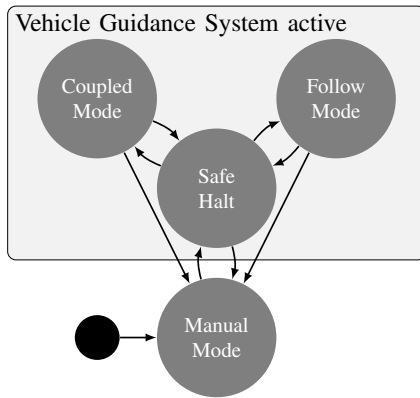 Vehicle Guidance System active
Coupled
Mode
Follow
Mode
Safe
Halt
Manual
Mode